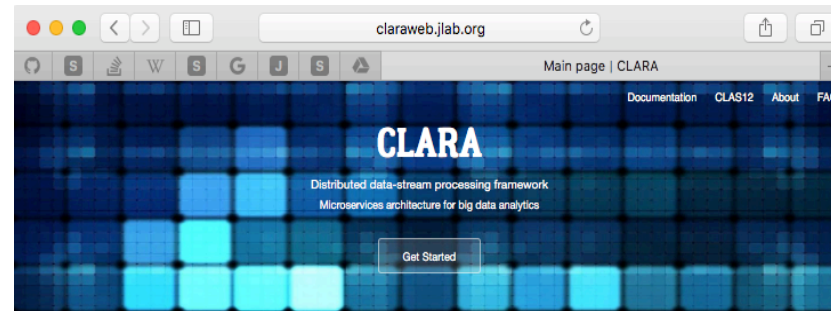 claraweb.jlab.org
S W S G J S Main page | CLARA
Documentation CLAS12 About FAQ
CLARA
Distributed data-stream processing framework
Microservices architecture for big data analytics
Get Started